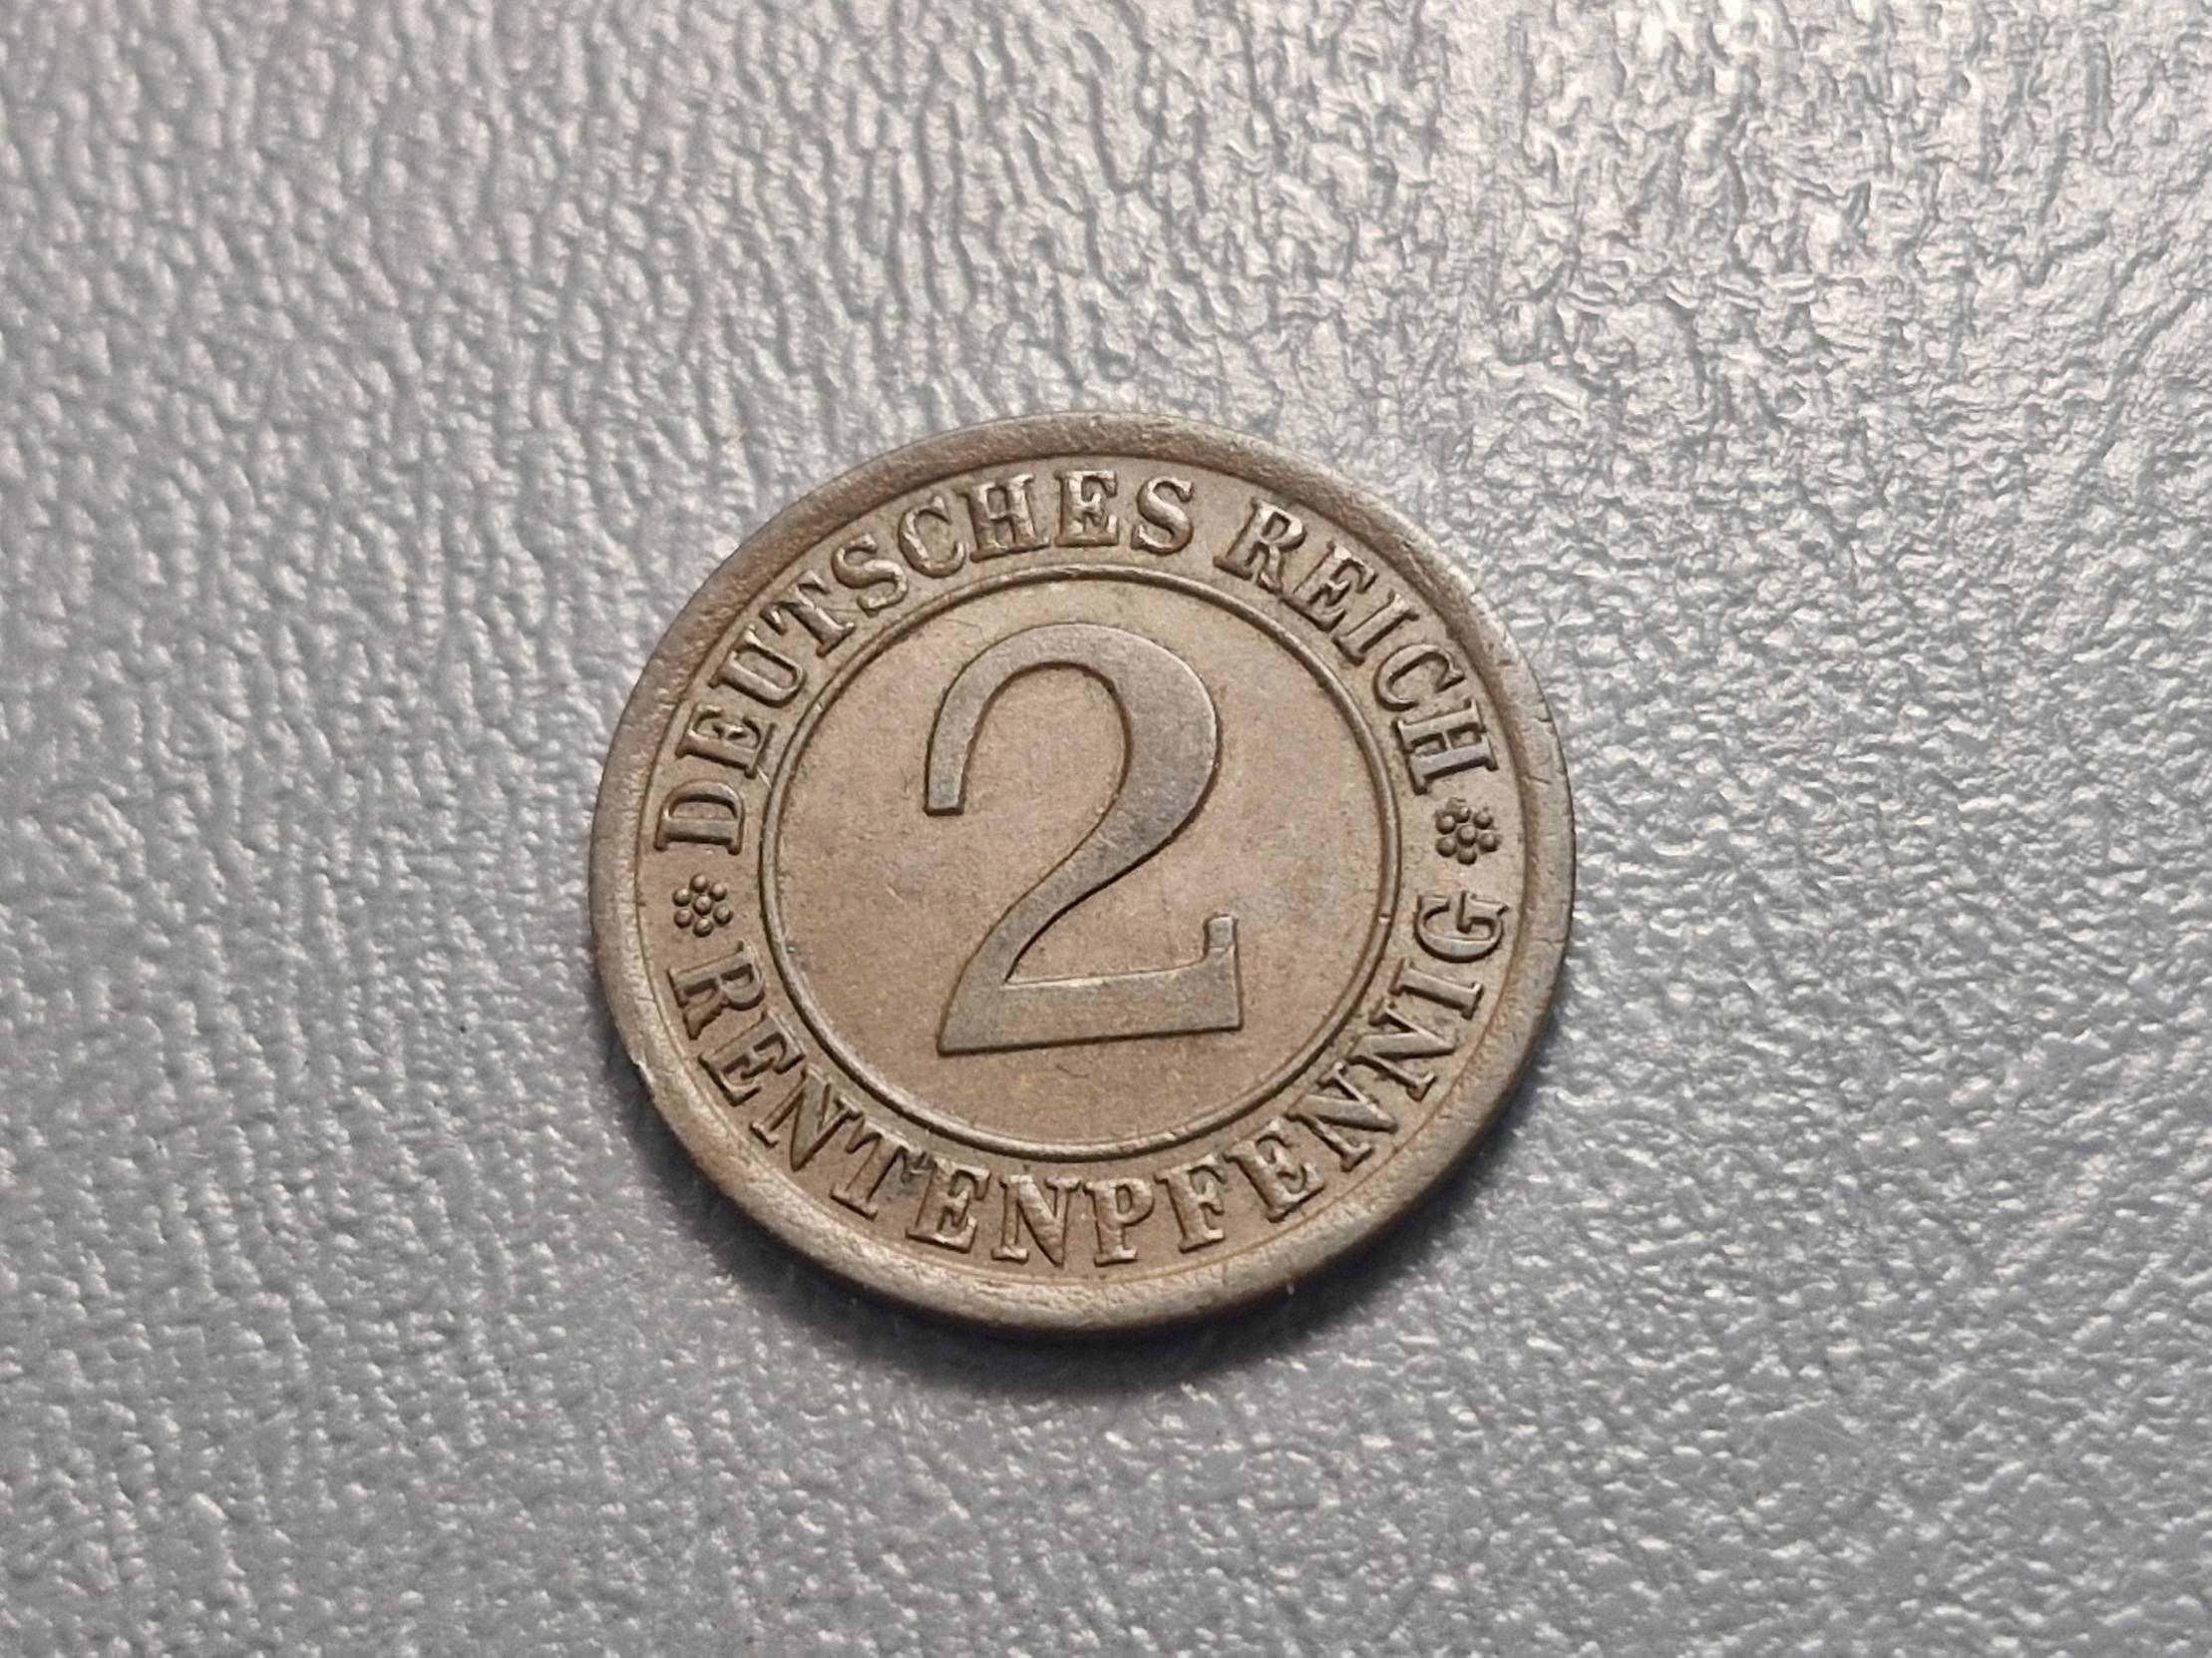 DEUTSCHES REICH
2
RENTENPFENNIG